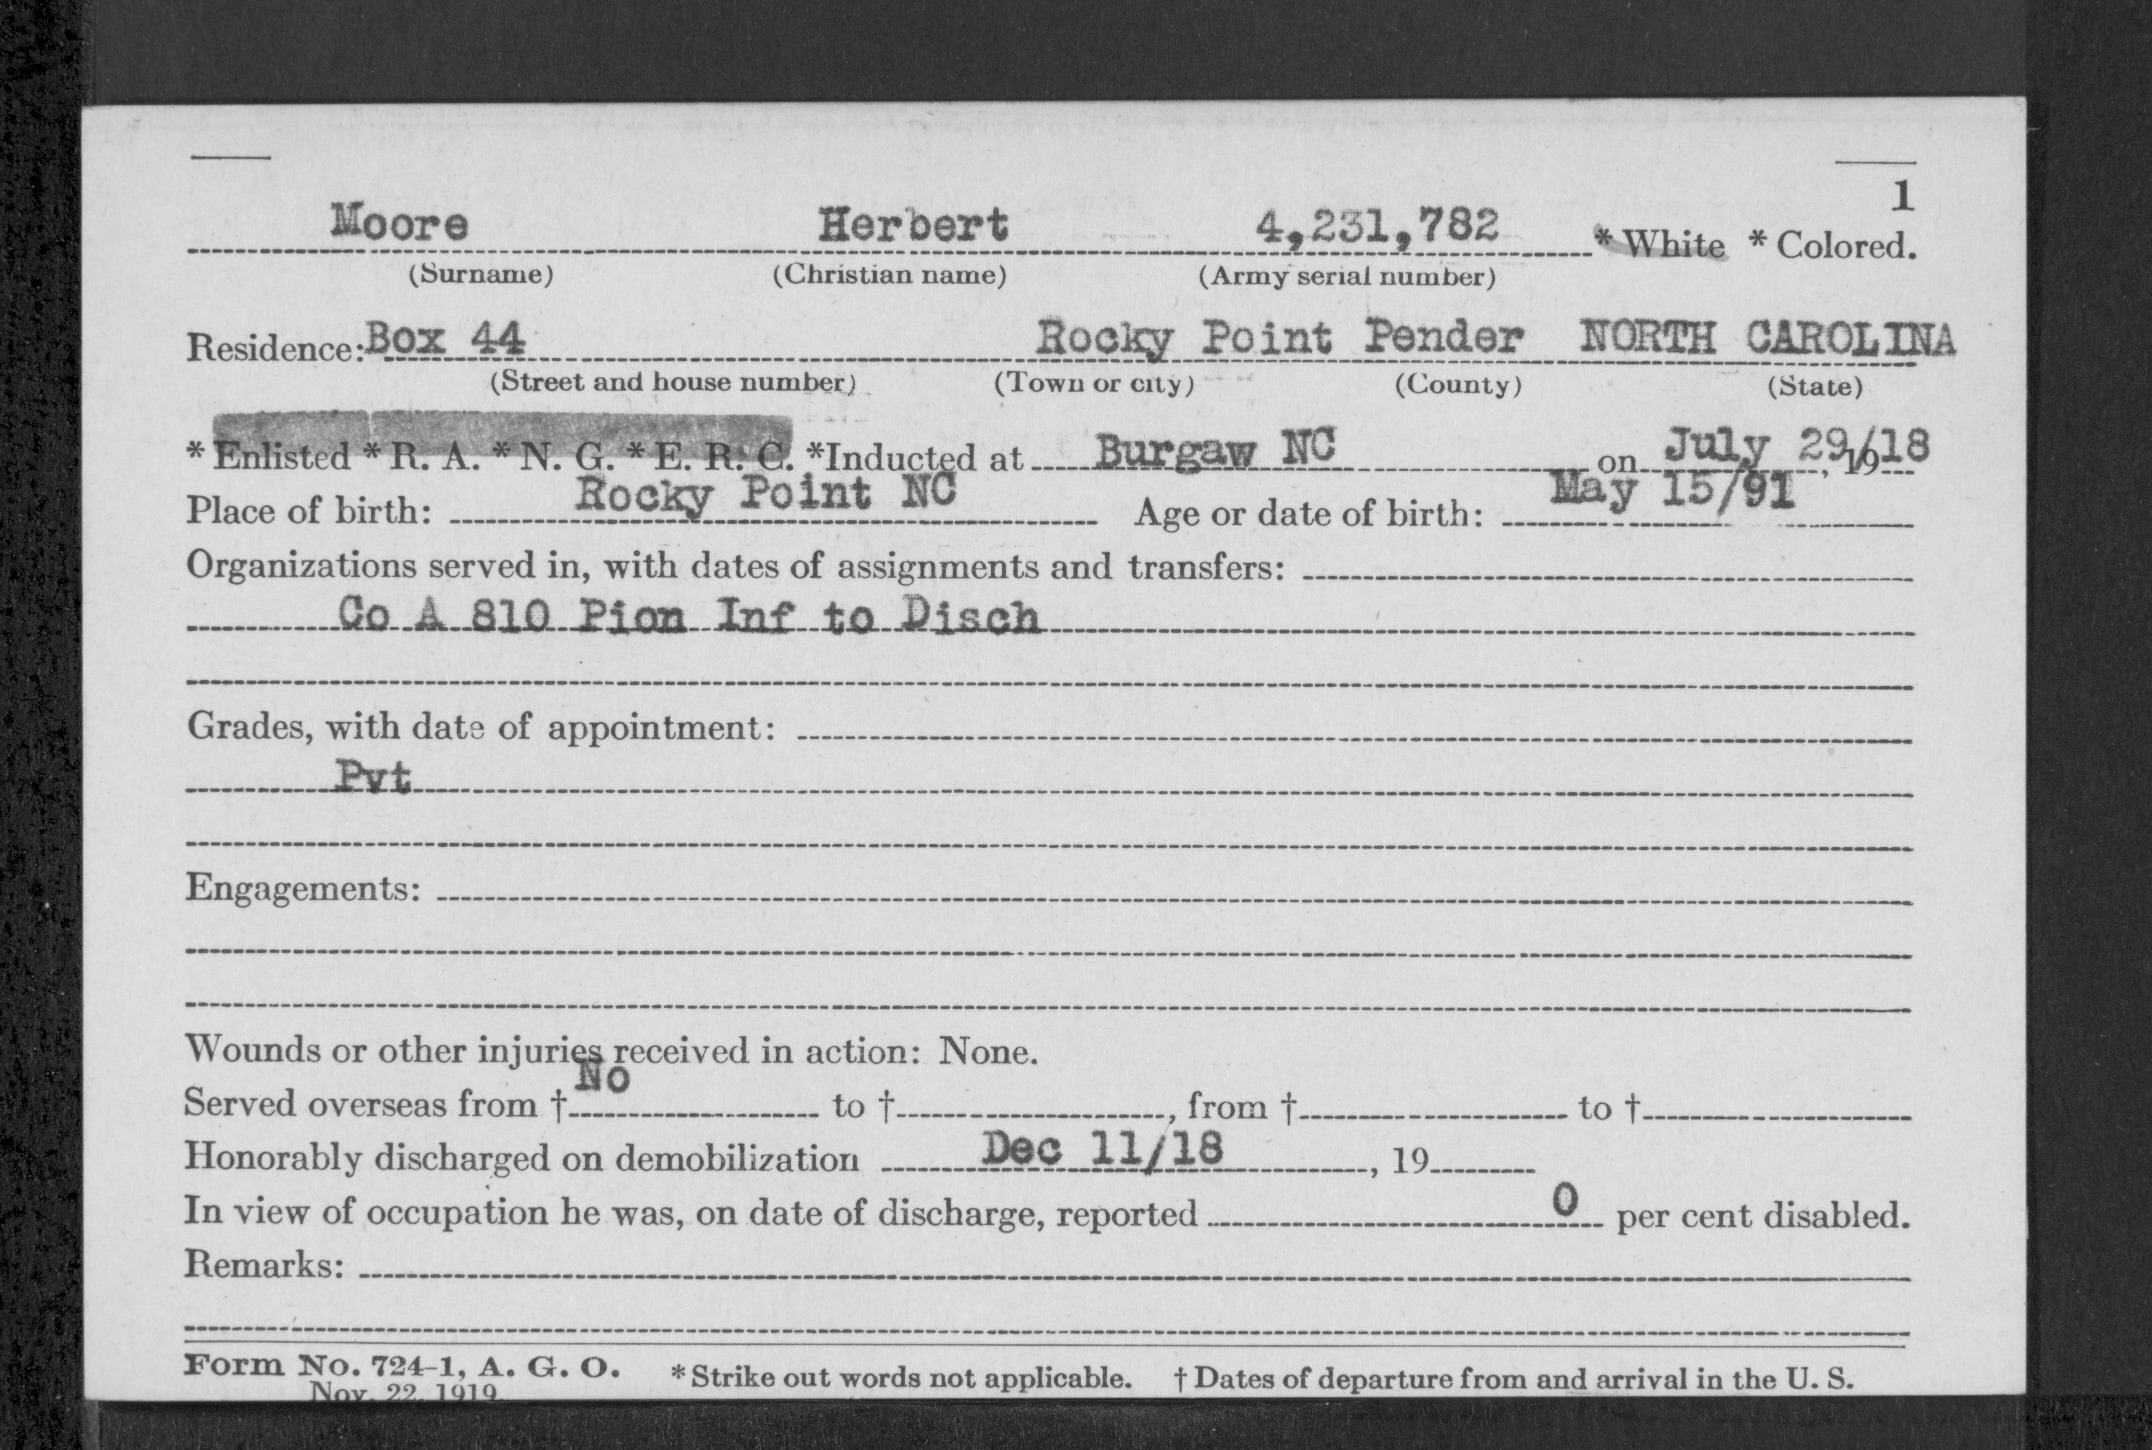 1
Moore Herbert 4,231,782 * White * Colored.
(Surname) (Christian name) (Army serial number)
Residence: Box 44 Rocky Point Pender NORTH CAROLINA
(Street and house number) (Town or city) (County) (State)
* Enlisted * R. A. * N. G. * E. R. C. *Inducted at Burgaw NC on July 29/18, 19
Place of birth: Rocky Point NC Age or date of birth: May 15/91
Organizations served in, with dates of assignments and transfers:
Co A 810 Pion Inf to Disch
Grades, with date of appointment:
Pvt
Engagements:
Wounds or other injuries received in action: None.
Served overseas from † No to †, from † to †
Honorably discharged on demobilization Dec 11/18, 19
In view of occupation he was, on date of discharge, reported 0 per cent disabled.
Remarks:
Form No. 724-1, A. G. O. * Strike out words not applicable. † Dates of departure from and arrival in the U. S.
Nov. 22, 1919